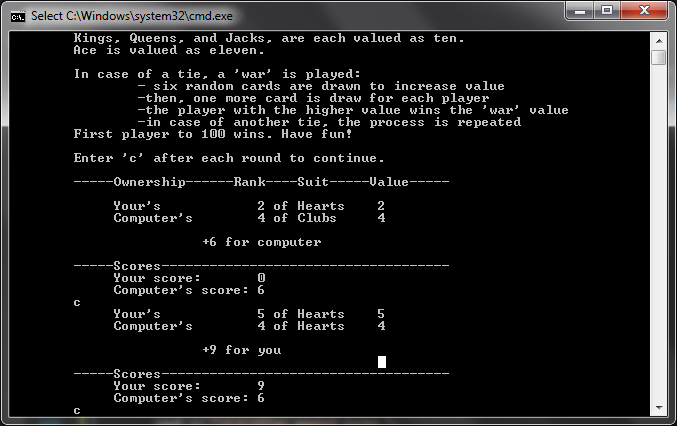 Select C:\Windows\system32\cmd.exe
Kings, Queens, and Jacks, are each valued as ten.
Ace is valued as eleven.
In case of a tie, a 'war' is played:
- six random cards are drawn to increase value
-then, one more card is draw for each player
-the player with the higher value wins the 'war' value
-in case of another tie, the process is repeated
First player to 100 wins. Have fun!
Enter 'c' after each round to continue.
-----Ownership------Rank----Suit-----Value-----
Your's 2 of Hearts 2
Computer's 4 of Clubs 4
+6 for computer
-----Scores------------------------------------
Your score: 0
Computer's score: 6
c
Your's 5 of Hearts 5
Computer's 4 of Hearts 4
+9 for you
-----Scores------------------------------------
Your score: 9
Computer's score: 6
c